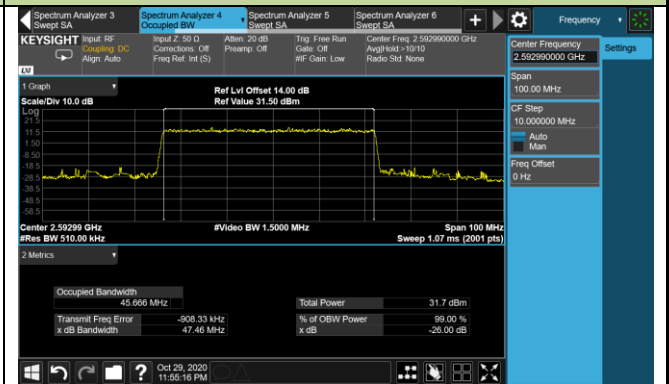 Spectrum Analyzer 3
Swept SA
Spectrum Analyzer 4
Occupied BW
Spectrum Analyzer 5
Swept SA
Spectrum Analyzer 6
Swept SA
+
Frequency
KEYSIGHT
Input: RF
Coupling: DC
Align: Auto
Input Z: 50 Ω
Corrections: Off
Freq Ref: Int (S)
Atten: 20 dB
Preamp: Off
Trig: Free Run
Gate: Off
#IF Gain: Low
Center Freq: 2.592990000 GHz
Avg|Hold:>10/10
Radio Std: None
LXI
1 Graph
Scale/Div 10.0 dB
Ref Lvl Offset 14.00 dB
Ref Value 31.50 dBm
Log
21.5
11.5
1.50
-8.50
-18.5
-28.5
-38.5
-48.5
-58.5
Center 2.59299 GHz
#Res BW 510.00 kHz
#Video BW 1.5000 MHz
Span 100 MHz
Sweep 1.07 ms (2001 pts)
2 Metrics
Occupied Bandwidth
45.666 MHz
Total Power
31.7 dBm
Transmit Freq Error
-908.33 kHz
% of OBW Power
99.00 %
x dB Bandwidth
47.46 MHz
x dB
-26.00 dB
Center Frequency
2.592990000 GHz
Settings
Span
100.00 MHz
CF Step
10.000000 MHz
Auto
Man
Freq Offset
0 Hz
?
Oct 29, 2020
11:55:16 PM